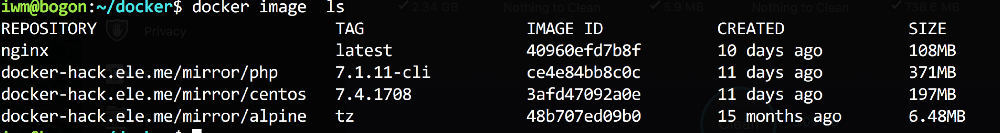 iwm@bogon:~/docker$ docker image  ls
REPOSITORY TAG IMAGE ID CREATED SIZE
nginx latest 40960efd7b8f 10 days ago 108MB
docker-hack.ele.me/mirror/php 7.1.11-cli ce4e84bb8c0c 11 days ago 371MB
docker-hack.ele.me/mirror/centos 7.4.1708 3afd47092a0e 11 days ago 197MB
docker-hack.ele.me/mirror/alpine tz 48b707ed09b0 15 months ago 6.48MB
2.34 GB Nothing to Clean 5.9 MB Nothing to Clean 738.6 MB
Privacy
Clean